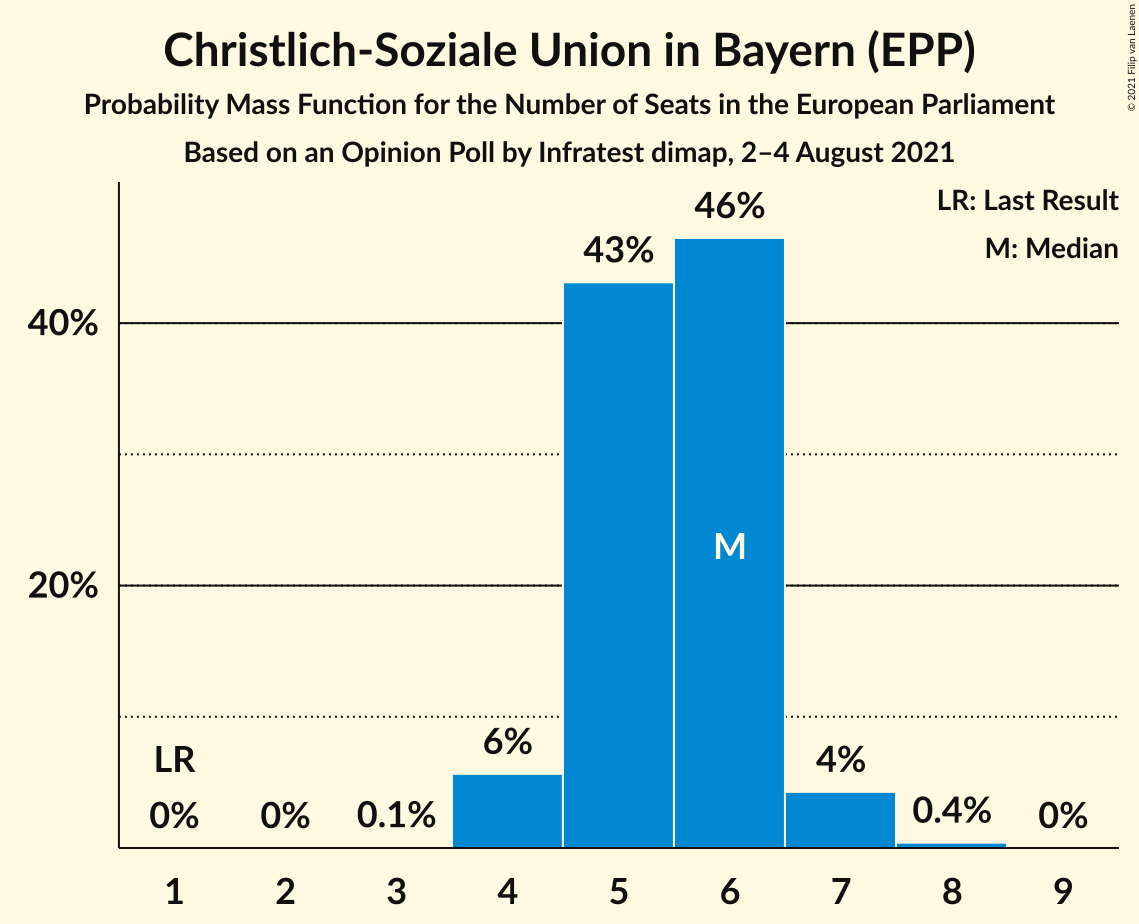 Christlich-Soziale Union in Bayern (EPP)
Probability Mass Function for the Number of Seats in the European Parliament
Based on an Opinion Poll by Infratest dimap, 2–4 August 2021
© 2021 Filip van Laenen
LR: Last Result
M: Median
46%
43%
40%
M
20%
6%
LR
4%
0%
0%
0.1%
0.4%
0%
1 2 3 4 5 6 7 8 9